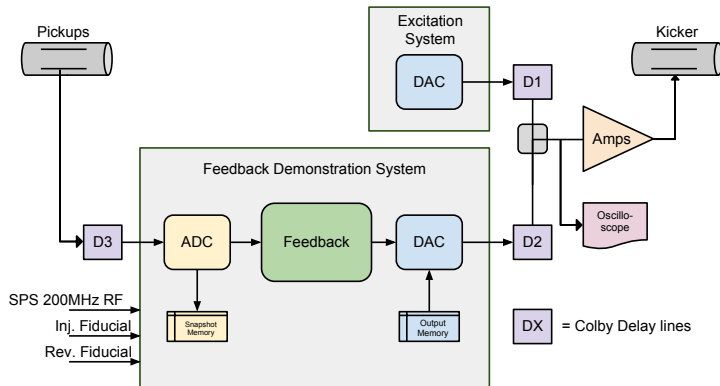 Pickups
Excitation
System
Kicker
DAC
D1
Amps
Feedback Demonstration System
Oscillo-
scope
D3
ADC
Feedback
DAC
D2
SPS 200MHz RF
Inj. Fiducial
Rev. Fiducial
Snapshot
Memory
Output
Memory
DX = Colby Delay lines